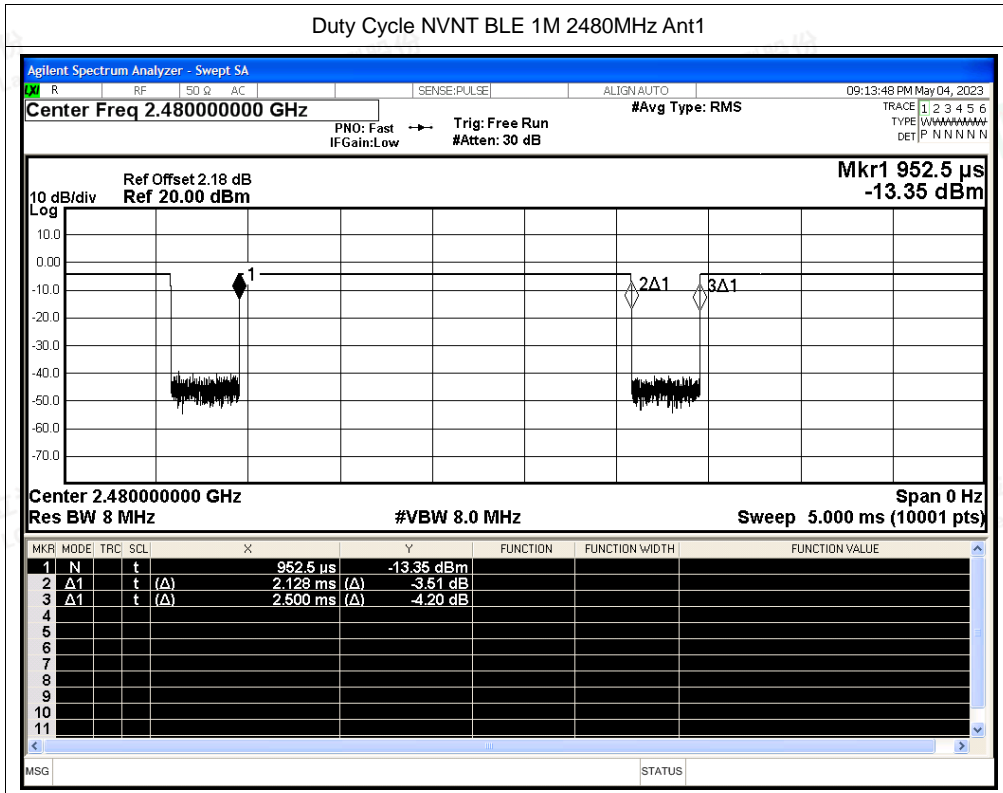 Duty Cycle NVNT BLE 1M 2480MHz Ant1
Agilent Spectrum Analyzer - Swept SA
LXI R RF 50 Ω AC SENSE:PULSE ALIGN AUTO 09:13:48 PM May 04, 2023
Center Freq 2.480000000 GHz #Avg Type: RMS TRACE 1 2 3 4 5 6
PNO: Fast Trig: Free Run TYPE WWWWWW
IFGain:Low #Atten: 30 dB DET P N N N N N
Mkr1 952.5 µs
Ref Offset 2.18 dB
10 dB/div Ref 20.00 dBm -13.35 dBm
Log
10.0
0.00
1
2Δ1 3Δ1
-10.0
-20.0
-30.0
-40.0
-50.0
-60.0
-70.0
Center 2.480000000 GHz Span 0 Hz
Res BW 8 MHz #VBW 8.0 MHz Sweep 5.000 ms (10001 pts)
MKR MODE TRC SCL X Y FUNCTION FUNCTION WIDTH FUNCTION VALUE
1 N t 952.5 µs -13.35 dBm
2 Δ1 t (Δ) 2.128 ms (Δ) -3.51 dB
3 Δ1 t (Δ) 2.500 ms (Δ) -4.20 dB
4
5
6
7
8
9
10
11
MSG STATUS